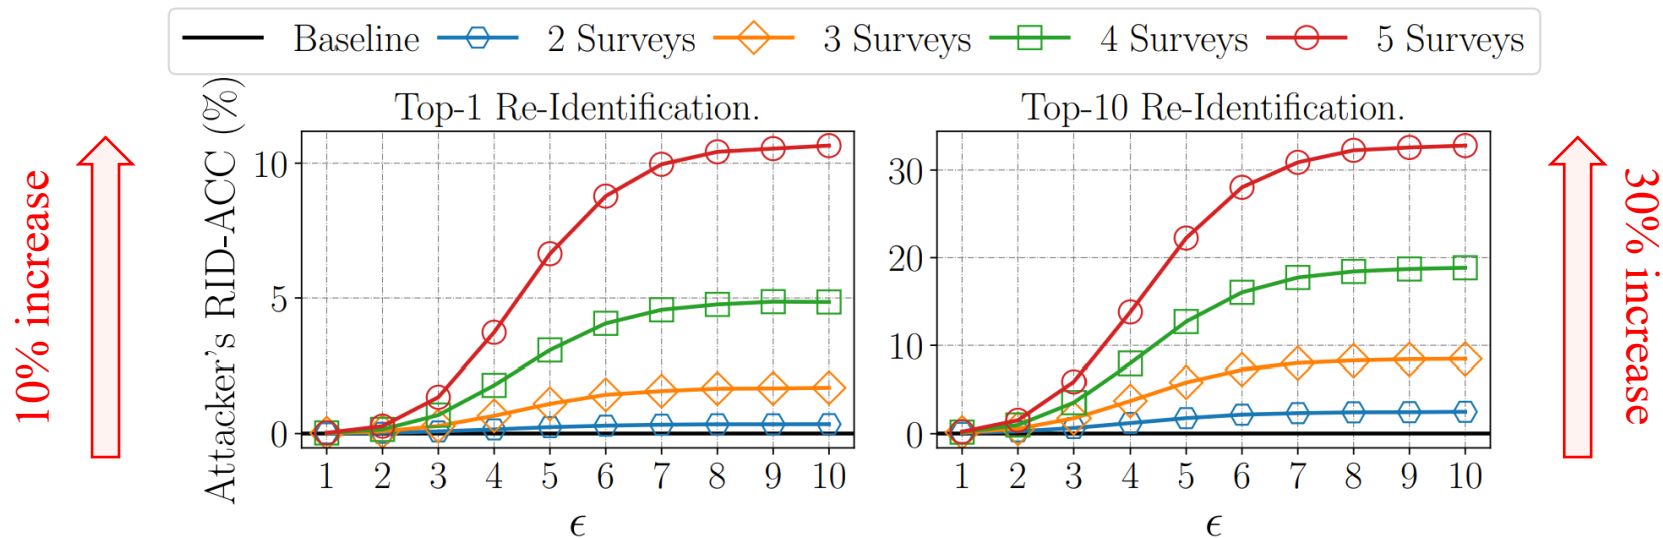 Baseline 2 Surveys 3 Surveys 4 Surveys 5 Surveys
10% increase
Attacker's RID-ACC (%)
Top-1 Re-Identification.
10
5
0
1 2 3 4 5 6 7 8 9 10
ϵ
Top-10 Re-Identification.
30
20
10
0
1 2 3 4 5 6 7 8 9 10
ϵ
30% increase